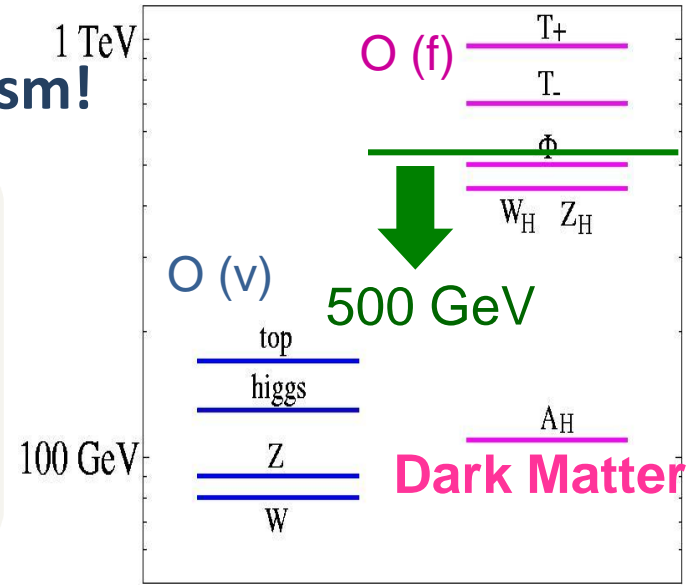 1 TeV
sm!
O (f)
T+
T-
Φ
WH ZH
O (v)
500 GeV
top
higgs
AH
100 GeV
Z
Dark Matter
W